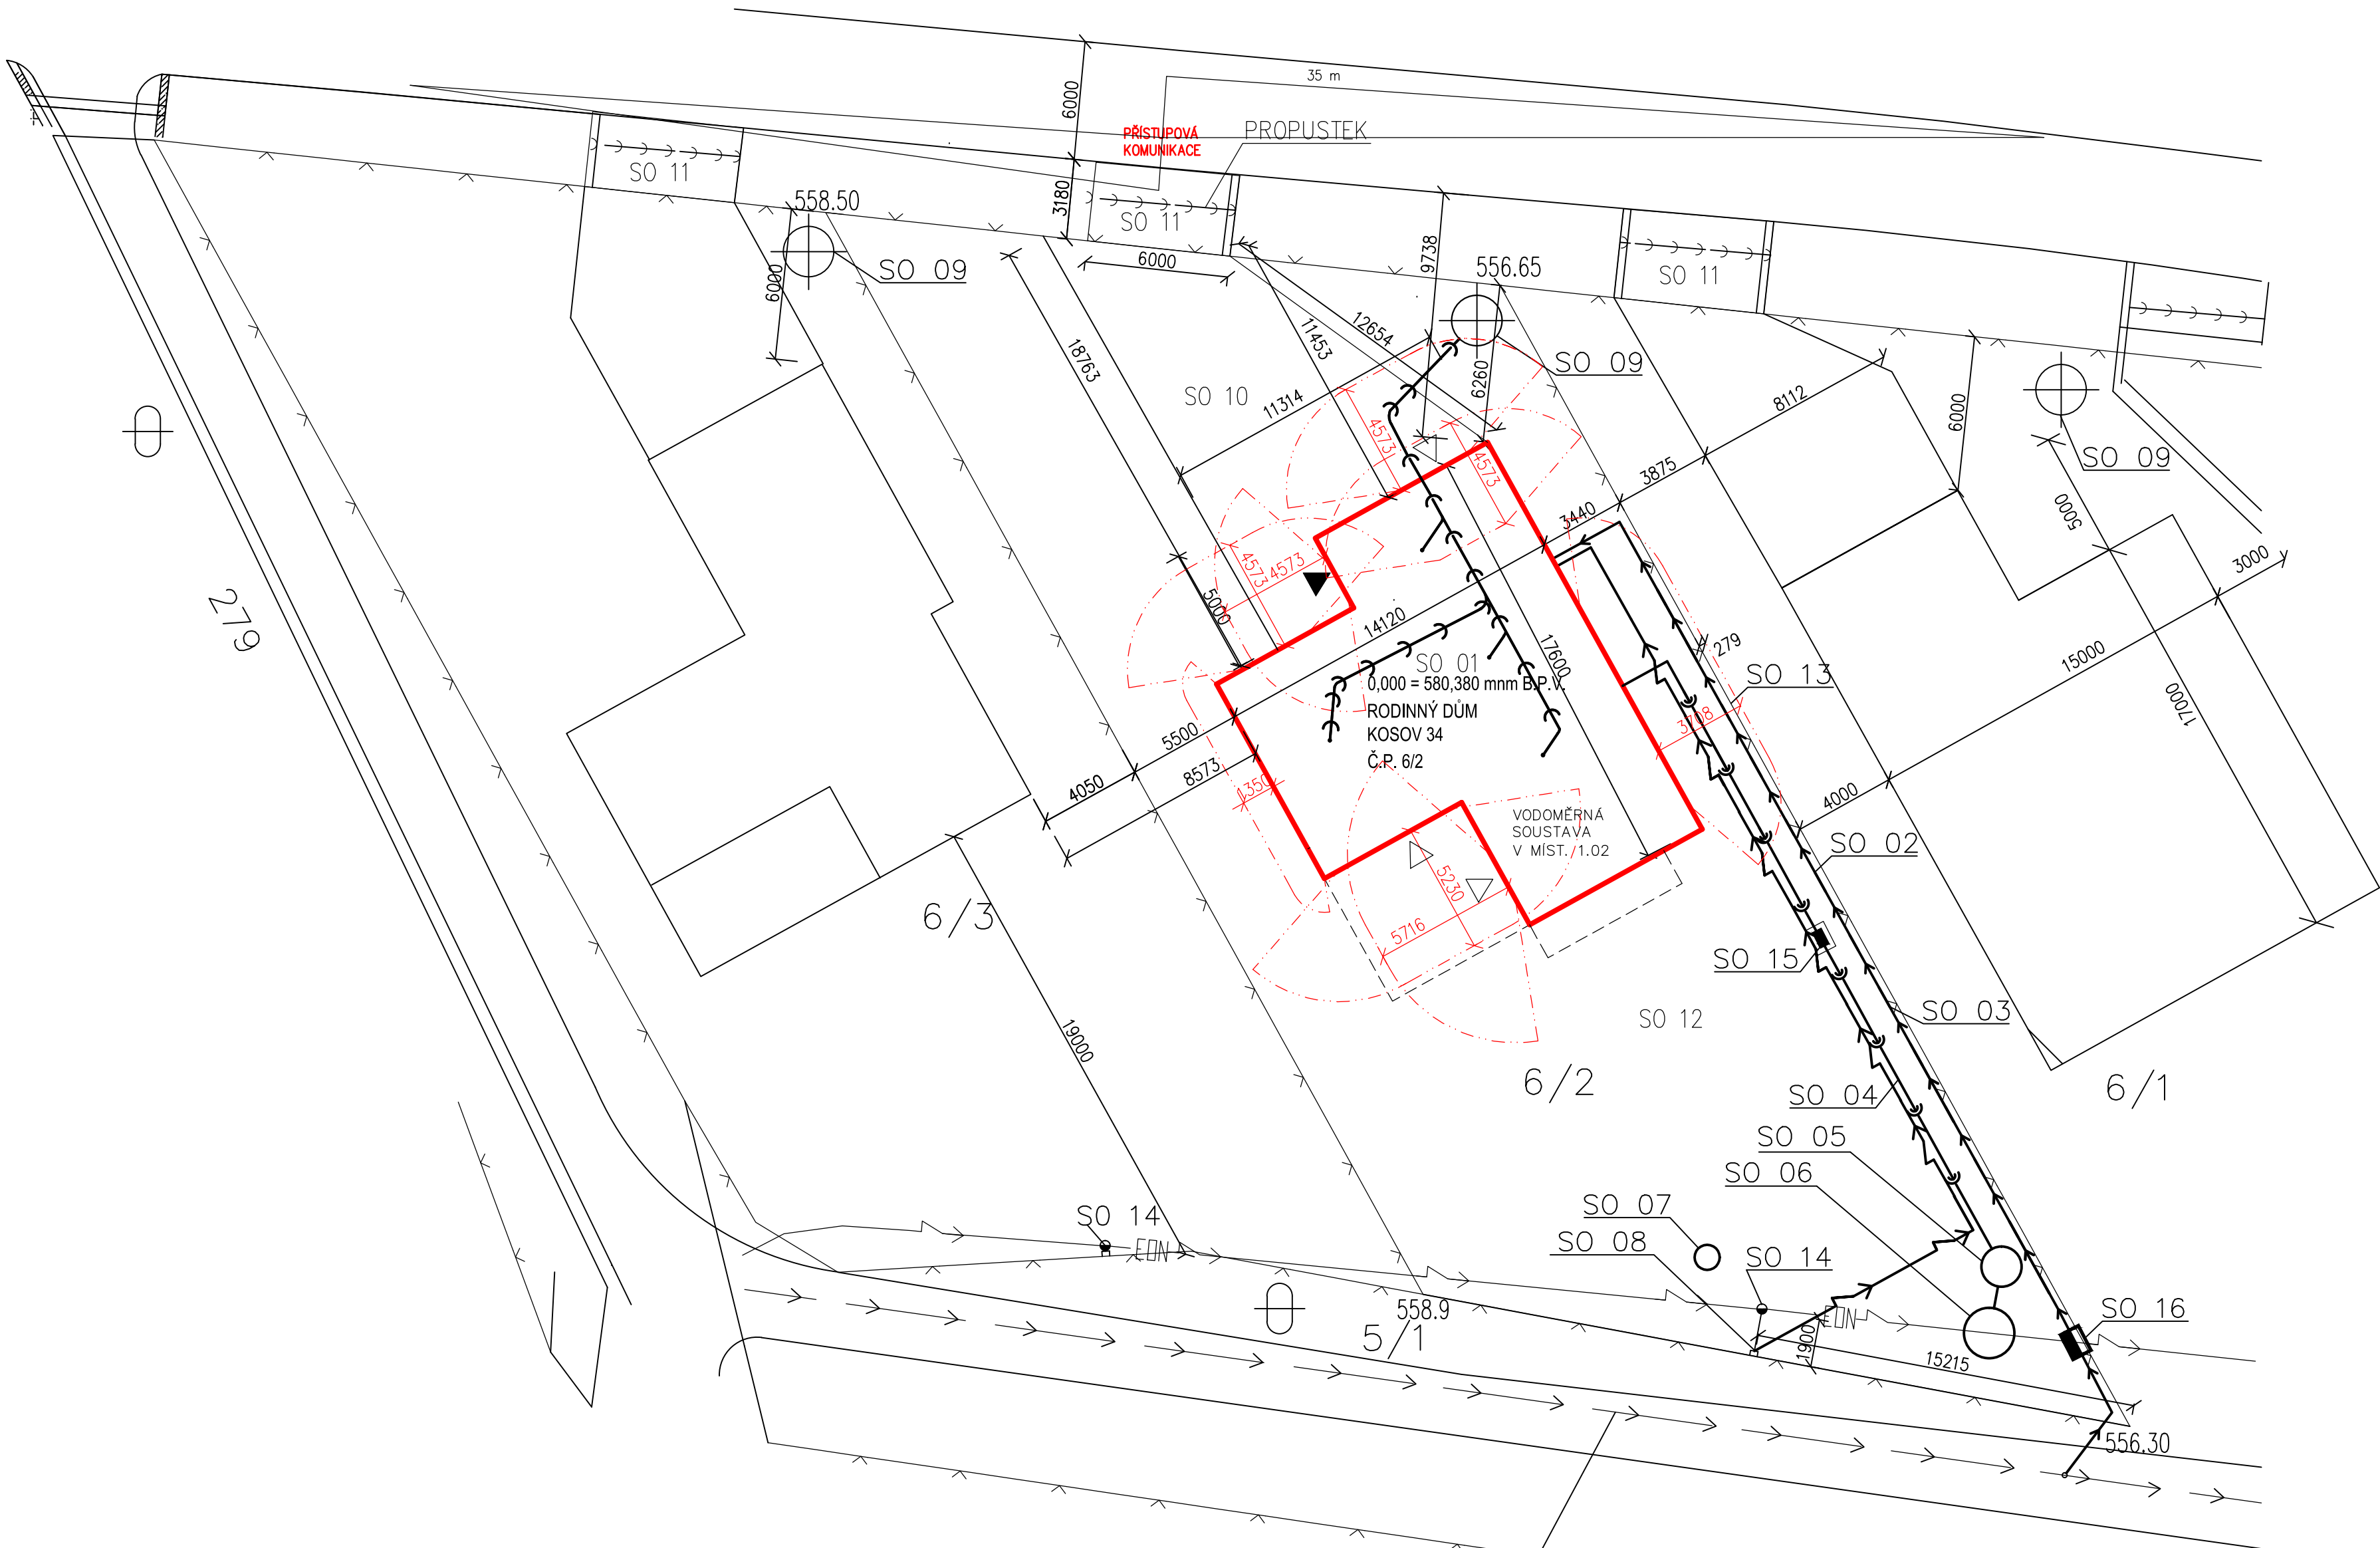 35 m
6000
PŘÍSTUPOVÁ
KOMUNIKACE
PROPUSTEK
SO 11
3180
558.50
SO 11
6000
SO 09
6000
9738
556.65
SO 11
18763
11453
12654
6260
SO 09
SO 10
11314
4573
4573
8112
6000
SO 09
5000
3875
3440
3000
279
4573
4573
5000
14120
17600
279
SO 13
15000
17000
SO 01
0,000 = 580,380 mnm B.P.V.
RODINNÝ DŮM
KOSOV 34
Č.P. 6/2
3708
5500
8573
4050
1350
4000
VODOMĚRNÁ
SOUSTAVA
V MÍST. 1.02
SO 02
5230
5716
6/3
SO 15
SO 03
SO 12
19000
6/2
SO 04
6/1
SO 05
SO 06
SO 07
SO 14
SO 08
SO 14
EON
558.9
5/1
EON
1900
SO 16
15215
556.30